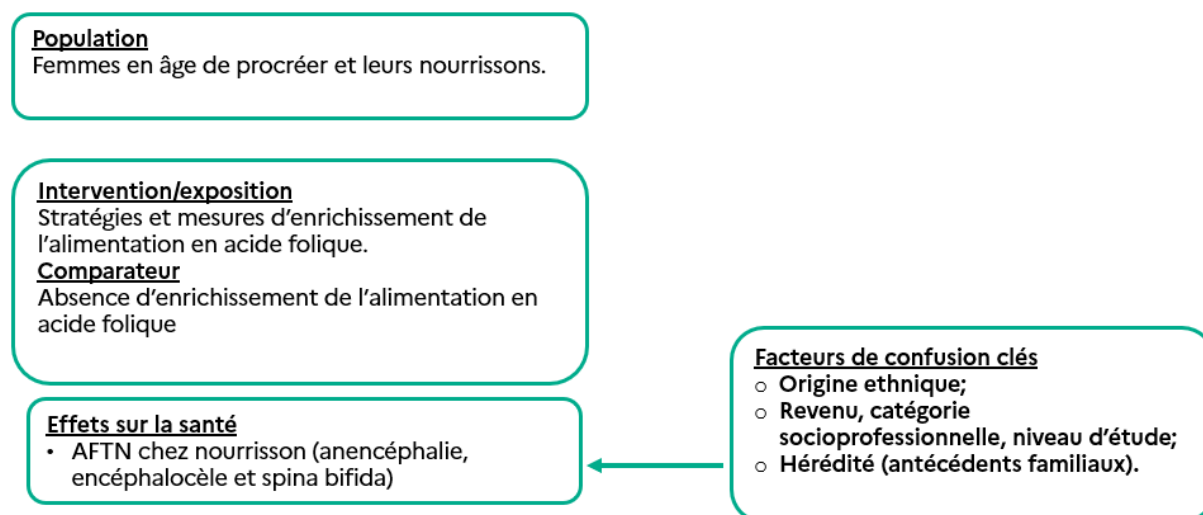 Population
Femmes en âge de procréer et leurs nourrissons.
Intervention/exposition
Stratégies et mesures d'enrichissement de
l'alimentation en acide folique.
Comparateur
Absence d'enrichissement de l'alimentation en
acide folique
Effets sur la santé
• AFTN chez nourrisson (anencéphalie,
encéphalocèle et spina bifida)
Facteurs de confusion clés
o Origine ethnique;
o Revenu, catégorie
socioprofessionnelle, niveau d'étude;
o Hérédité (antécédents familiaux).